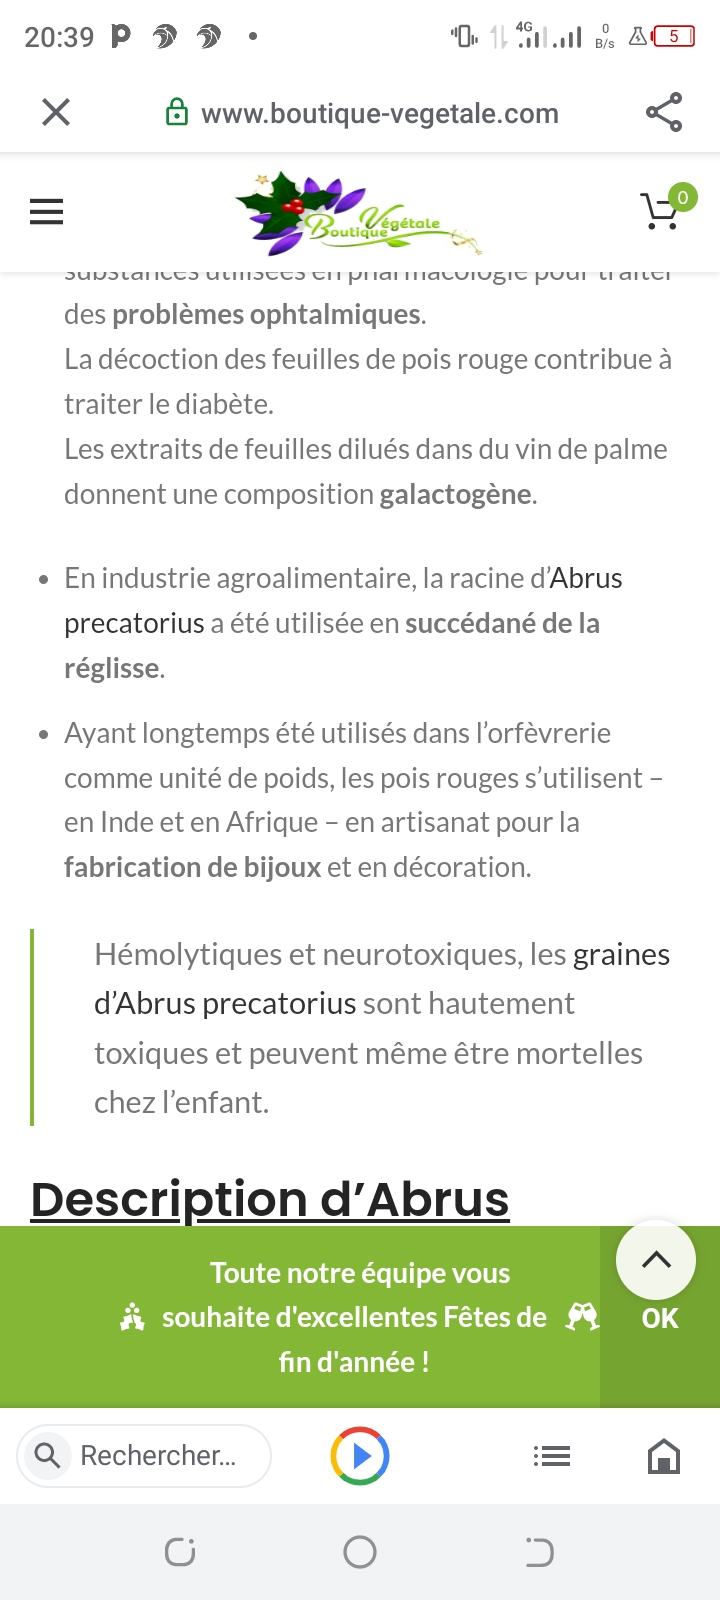 20:39
4G
0
B/s
5
www.boutique-vegetale.com
Boutique Végétale
0
substances utilisées en pharmacologie pour traiter
des problèmes ophtalmiques.
La décoction des feuilles de pois rouge contribue à
traiter le diabète.
Les extraits de feuilles dilués dans du vin de palme
donnent une composition galactogène.
• En industrie agroalimentaire, la racine d’Abrus
precatorius a été utilisée en succédané de la
réglisse.
• Ayant longtemps été utilisés dans l’orfèvrerie
comme unité de poids, les pois rouges s’utilisent –
en Inde et en Afrique – en artisanat pour la
fabrication de bijoux et en décoration.
Hémolytiques et neurotoxiques, les graines
d’Abrus precatorius sont hautement
toxiques et peuvent même être mortelles
chez l’enfant.
Description d’Abrus
Toute notre équipe vous
souhaite d'excellentes Fêtes de
fin d'année !
OK
Rechercher...